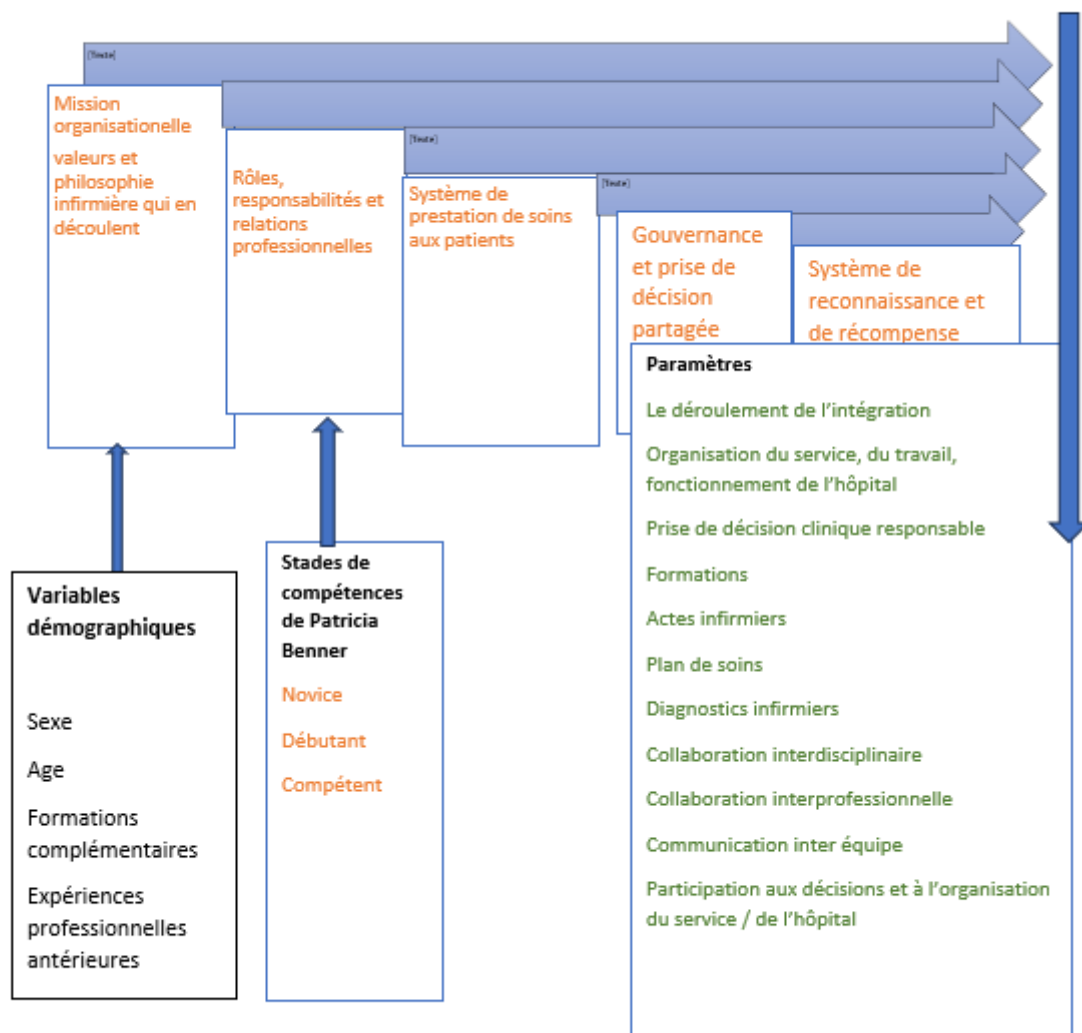 [Texte]
Mission
organisationelle
valeurs et
philosophie
infirmière qui en
découlent
Rôles,
responsabilités et
relations
professionnelles
[Texte]
Système de
prestation de soins
aux patients
[Texte]
Gouvernance
et prise de
décision
partagée
Système de
reconnaissance et
de récompense
Variables
démographiques
Sexe
Age
Formations
complémentaires
Expériences
professionnelles
antérieures
Stades de
compétences
de Patricia
Benner
Novice
Débutant
Compétent
Paramètres
Le déroulement de l'intégration
Organisation du service, du travail,
fonctionnement de l'hôpital
Prise de décision clinique responsable
Formations
Actes infirmiers
Plan de soins
Diagnostics infirmiers
Collaboration interdisciplinaire
Collaboration interprofessionnelle
Communication inter équipe
Participation aux décisions et à l'organisation
du service / de l'hôpital